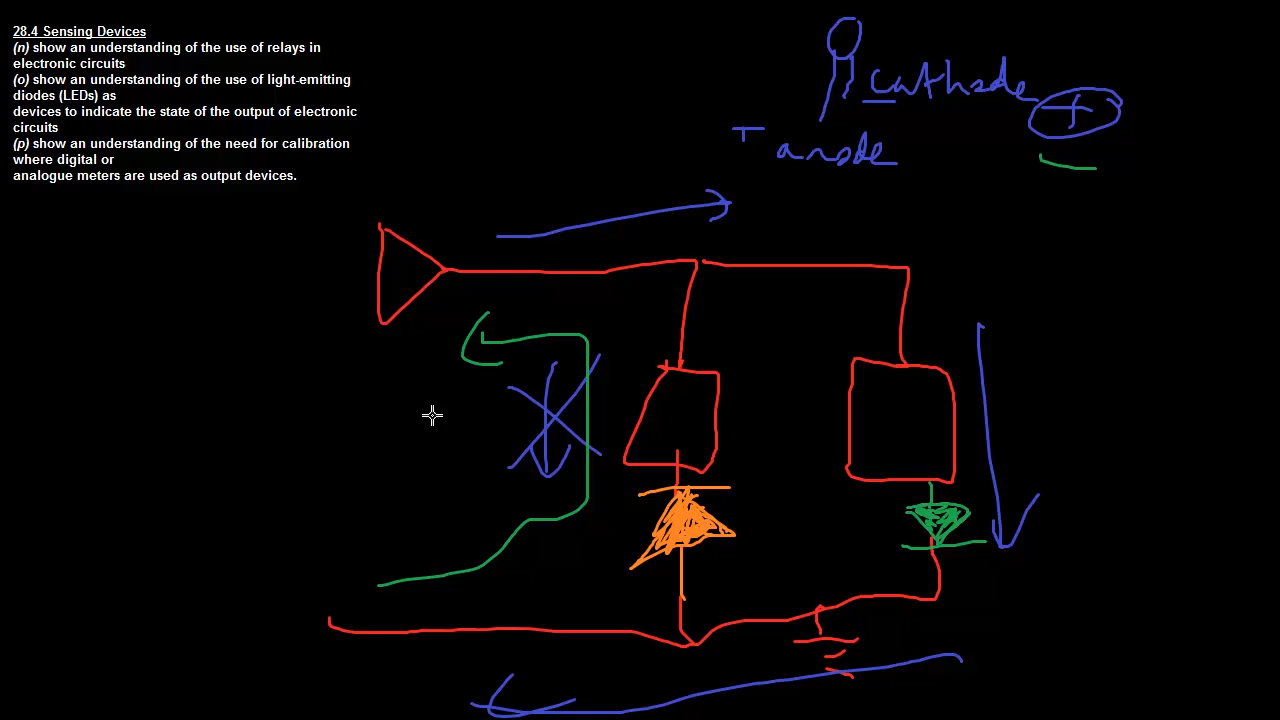 28.4 Sensing Devices
(n) show an understanding of the use of relays in
electronic circuits
(o) show an understanding of the use of light-emitting
diodes (LEDs) as
devices to indicate the state of the output of electronic
circuits
(p) show an understanding of the need for calibration
where digital or
analogue meters are used as output devices.
cathode +
anode